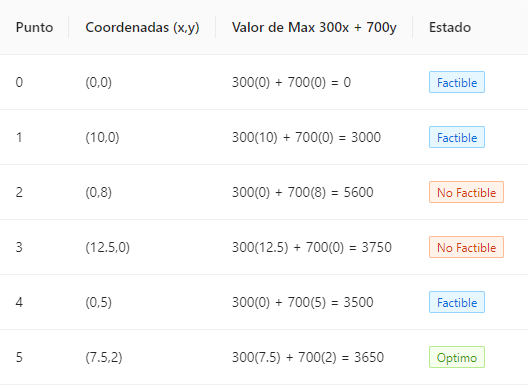 Punto Coordenadas (x,y) Valor de Max 300x + 700y Estado
0 (0,0) 300(0) + 700(0) = 0 Factible
1 (10,0) 300(10) + 700(0) = 3000 Factible
2 (0,8) 300(0) + 700(8) = 5600 No Factible
3 (12.5,0) 300(12.5) + 700(0) = 3750 No Factible
4 (0,5) 300(0) + 700(5) = 3500 Factible
5 (7.5,2) 300(7.5) + 700(2) = 3650 Optimo